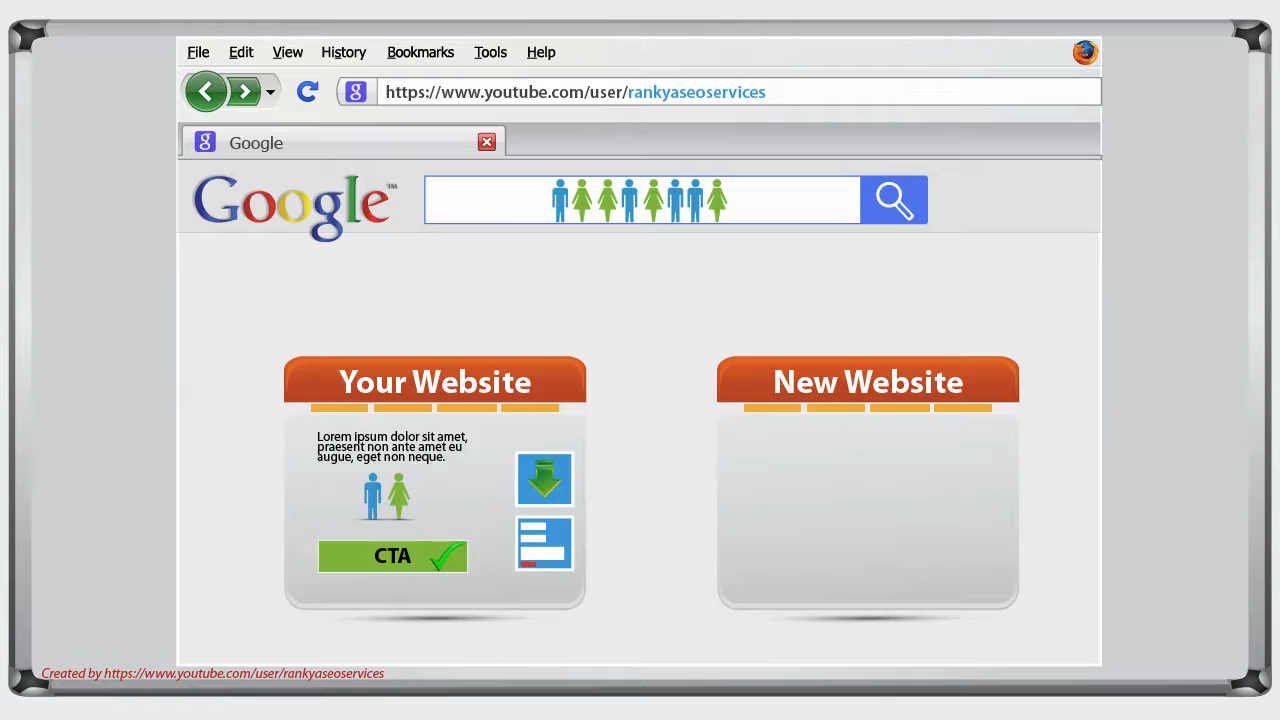 File Edit View History Bookmarks Tools Help
g https://www.youtube.com/user/rankyaseoservices
g Google
Google™
Your Website
Lorem ipsum dolor sit amet,
praesent non ante amet eu
augue, eget non neque.
CTA
New Website
Created by https://www.youtube.com/user/rankyaseoservices